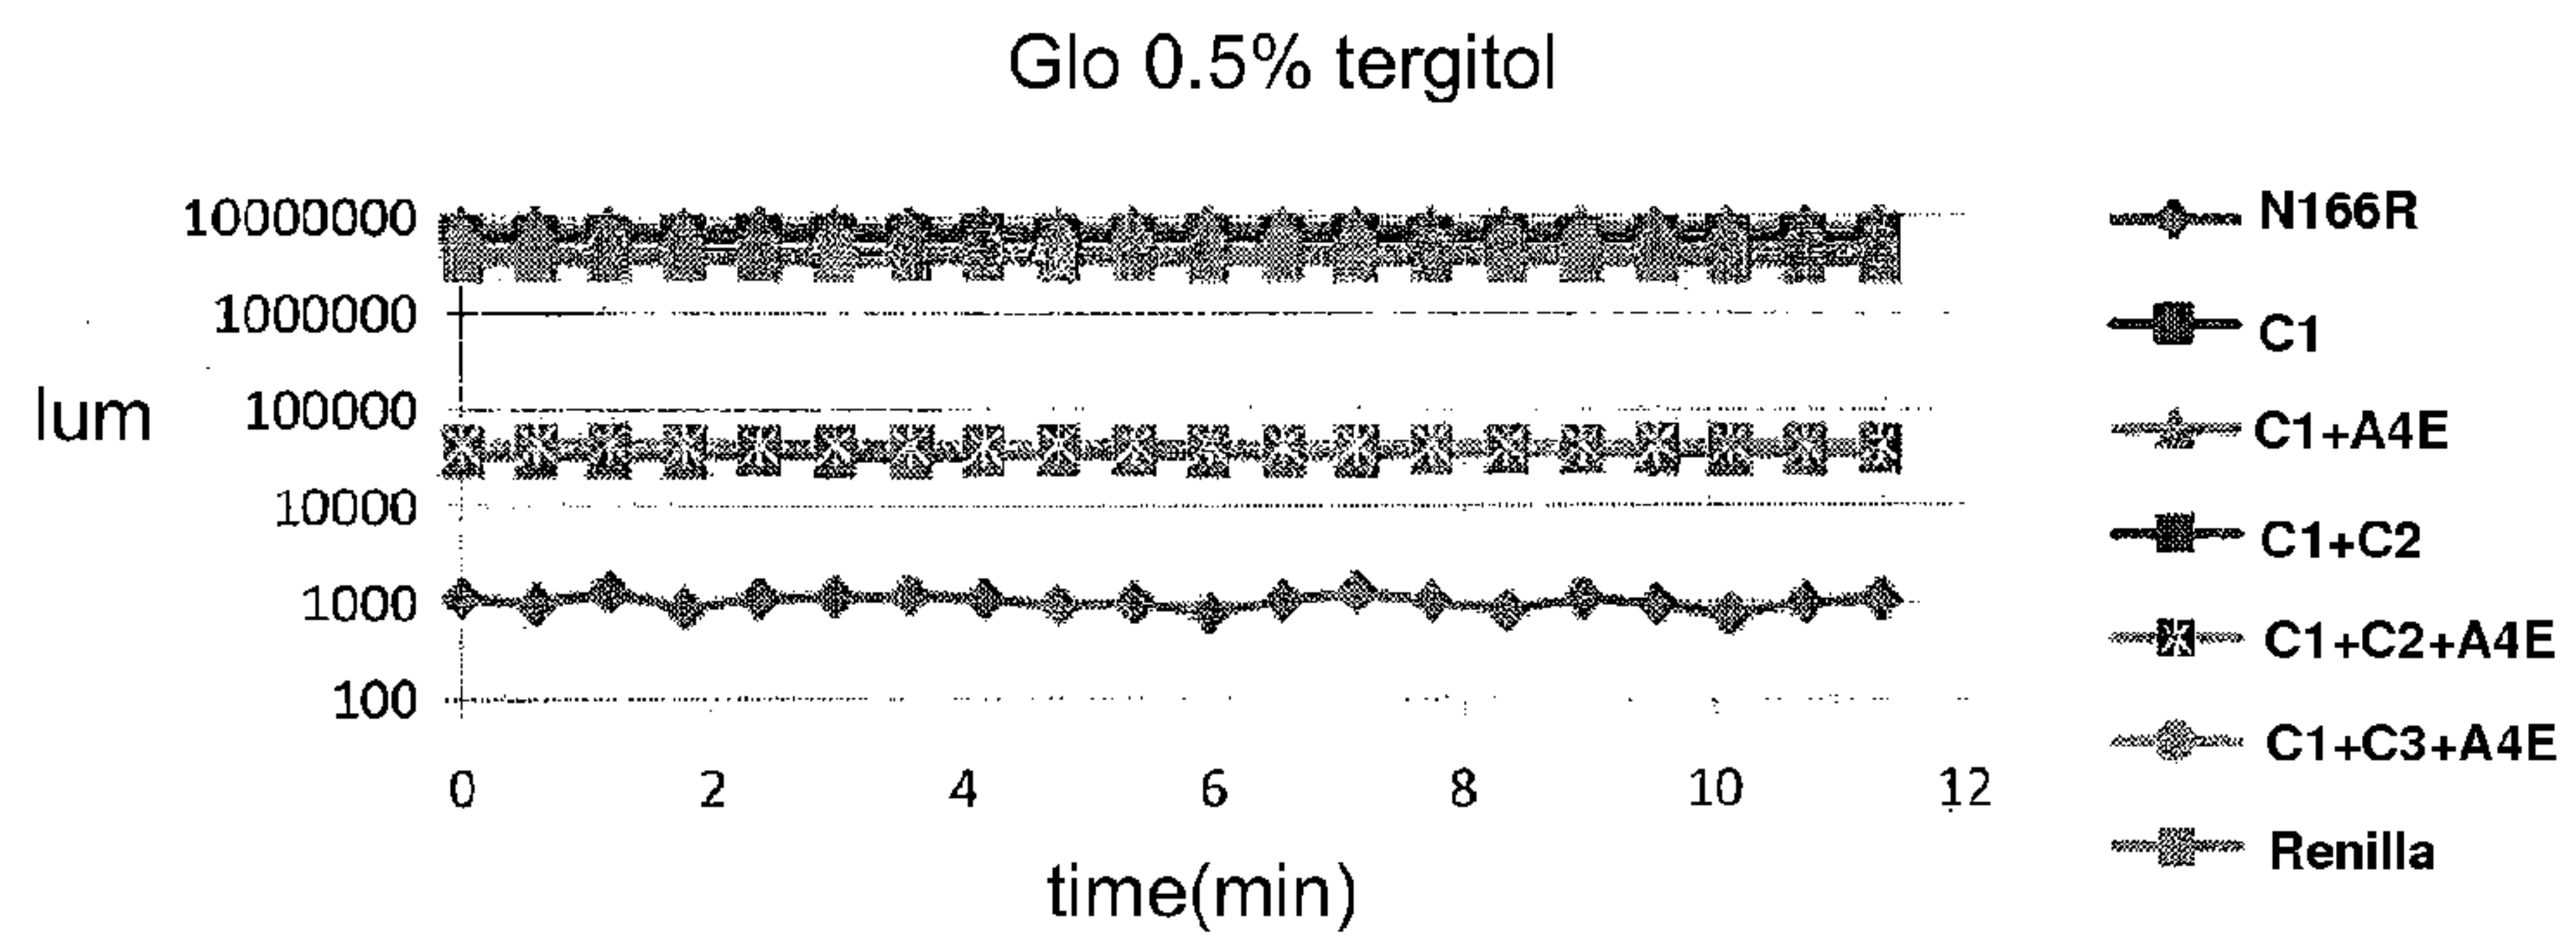 Glo 0.5% tergitol
10000000
1000000
100000
10000
1000
100
lum
0 2 4 6 8 10 12
time(min)
N166R
C1
C1+A4E
C1+C2
C1+C2+A4E
C1+C3+A4E
Renilla